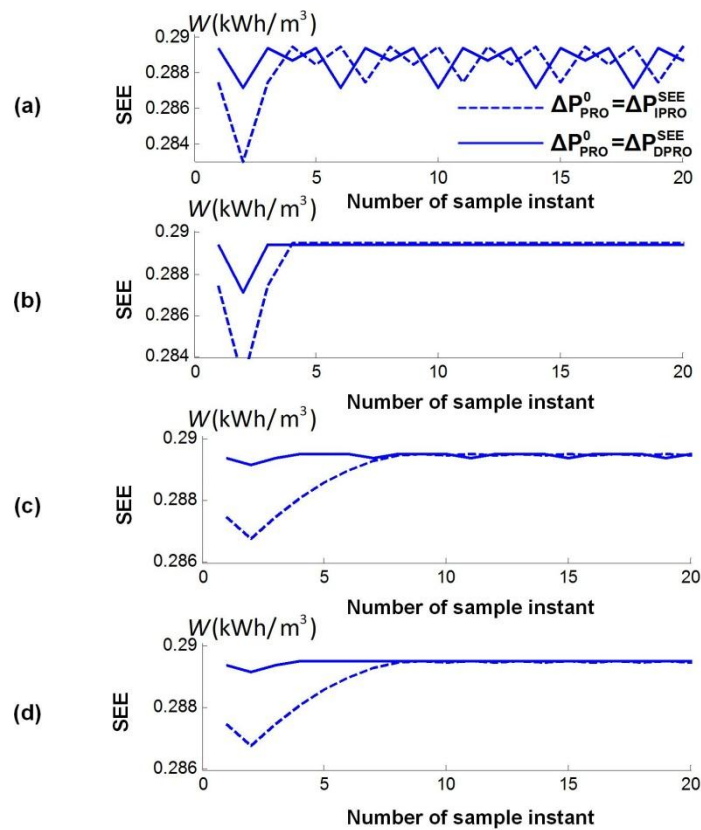 W(kWh/m³)
(a)
SEE
0.29
0.288
0.286
0.284
ΔP⁰PRO=ΔPSEEIPRO
ΔP⁰PRO=ΔPSEEDPRO
0 5 10 15 20
Number of sample instant
W(kWh/m³)
(b)
SEE
0.29
0.288
0.286
0.284
0 5 10 15 20
Number of sample instant
W(kWh/m³)
(c)
SEE
0.29
0.288
0.286
0 5 10 15 20
Number of sample instant
W(kWh/m³)
(d)
SEE
0.29
0.288
0.286
0 5 10 15 20
Number of sample instant